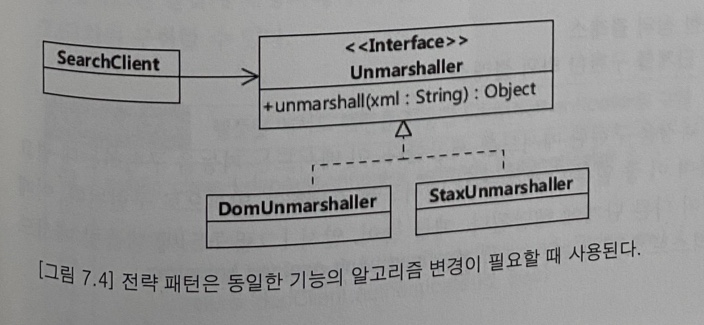 SearchClient
<<Interface>>
Unmarshaller
+unmarshall(xml : String) : Object
DomUnmarshaller
StaxUnmarshaller
[그림 7.4] 전략 패턴은 동일한 기능의 알고리즘 변경이 필요할 때 사용된다.